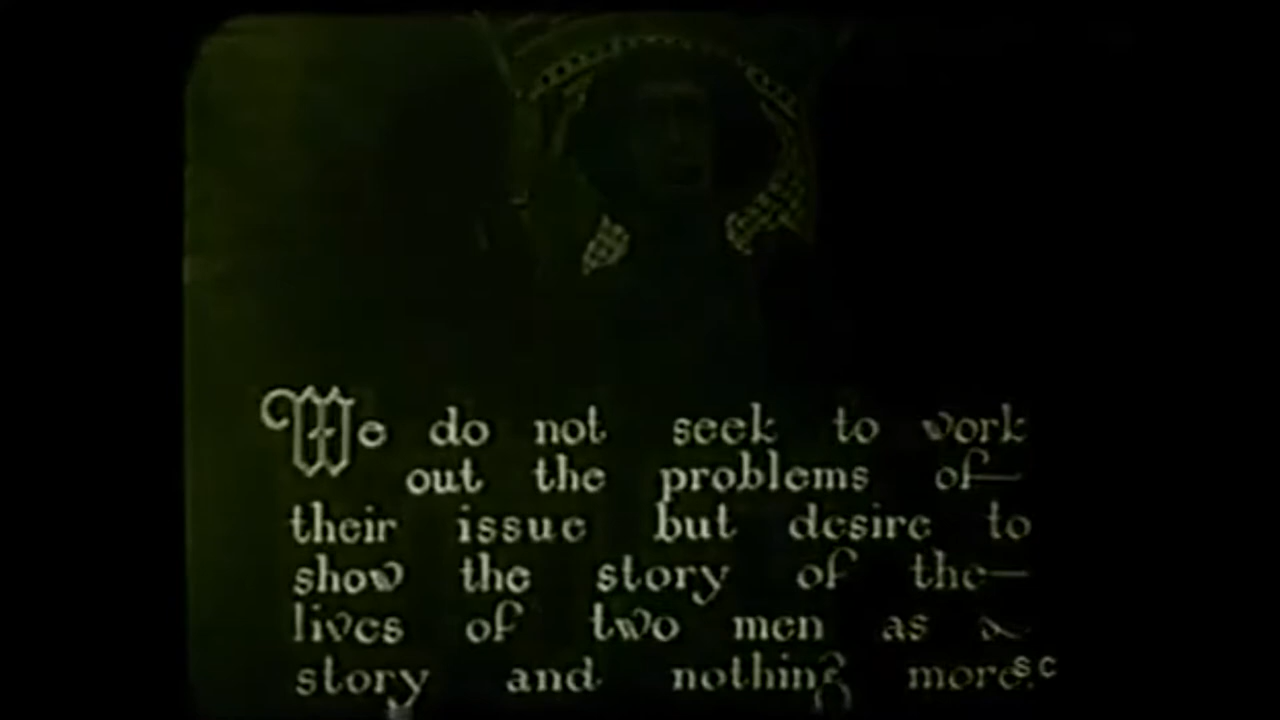 We do not seek to work
out the problems of—
their issue but desire to
show the story of the—
lives of two men as a
story and nothing more.
sc